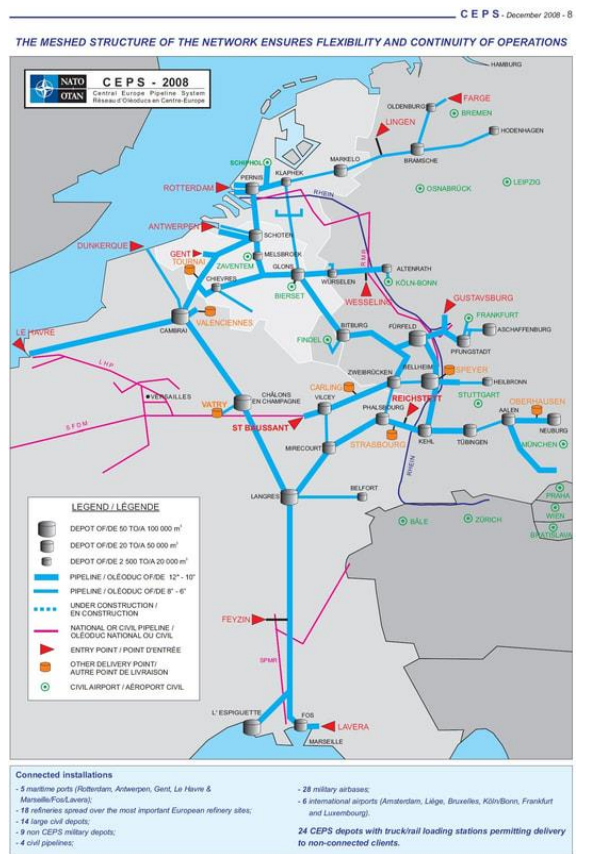 CEPS - December 2008 - 8
THE MESHED STRUCTURE OF THE NETWORK ENSURES FLEXIBILITY AND CONTINUITY OF OPERATIONS
NATO
OTAN
CEPS - 2008
Central Europe Pipeline System
Réseau d'Oléoducs en Centre-Europe
HAMBURG
OLDENBURG
FARGE
BREMEN
LINGEN
HODENHAGEN
BRAMSCHE
MARKELO
SCHIPHOL
KLAPHEK
PERNIS
ROTTERDAM
RHEIN
OSNABRÜCK
LEIPZIG
ANTWERPEN
SCHOTEN
DUNKERQUE
GENT
TOURNAI
MELSBROEK
ZAVENTEM
GLONS
R.M.R
ALTENRATH
CHIEVRES
WÜRSELEN
KÖLN-BONN
BIERSET
WESSELING
GUSTAVSBURG
CAMBRAI
VALENCIENNES
FRANKFURT
BITBURG
FÜRFELD
ASCHAFFENBURG
LE HAVRE
FINDEL
PFUNGSTADT
LHP
ZWEIBRÜCKEN
BELLHEIM
SPEYER
HEILBRONN
CARLING
REICHSTETT
STUTTGART
OBERHAUSEN
VERSAILLES
CHÂLONS
EN CHAMPAGNE
VILCEY
PHALSBOURG
AALEN
VATRY
ST BAUSSANT
NEUBURG
SFDM
STRASBOURG
KEHL
TÜBINGEN
MÜNCHEN
MIRECOURT
RHEIN
BELFORT
LANGRES
PRAHA
WIEN
BRATISLAVA
BÂLE
ZÜRICH
LEGEND / LÉGENDE
DEPOT OF/DE 50 TO/A 100 000 m³
DEPOT OF/DE 20 TO/A 50 000 m³
DEPOT OF/DE 2 500 TO/A 20 000 m³
PIPELINE / OLÉODUC OF/DE 12" - 10"
PIPELINE / OLÉODUC OF/DE 8" - 6"
UNDER CONSTRUCTION /
EN CONSTRUCTION
NATIONAL OR CIVIL PIPELINE /
OLÉODUC NATIONAL OU CIVIL
ENTRY POINT / POINT D'ENTRÉE
OTHER DELIVERY POINT/
AUTRE POINT DE LIVRAISON
CIVIL AIRPORT / AÉROPORT CIVIL
FEYZIN
SPMR
L' ESPIGUETTE
FOS
LAVERA
MARSEILLE
Connected installations
- 5 maritime ports (Rotterdam, Antwerpen, Gent, Le Havre &
Marseille/Fos/Lavera);
- 18 refineries spread over the most important European refinery sites;
- 14 large civil depots;
- 9 non CEPS military depots;
- 4 civil pipelines;
- 28 military airbases;
- 6 international airports (Amsterdam, Liège, Bruxelles, Köln/Bonn, Frankfurt
and Luxembourg).
24 CEPS depots with truck/rail loading stations permitting delivery
to non-connected clients.